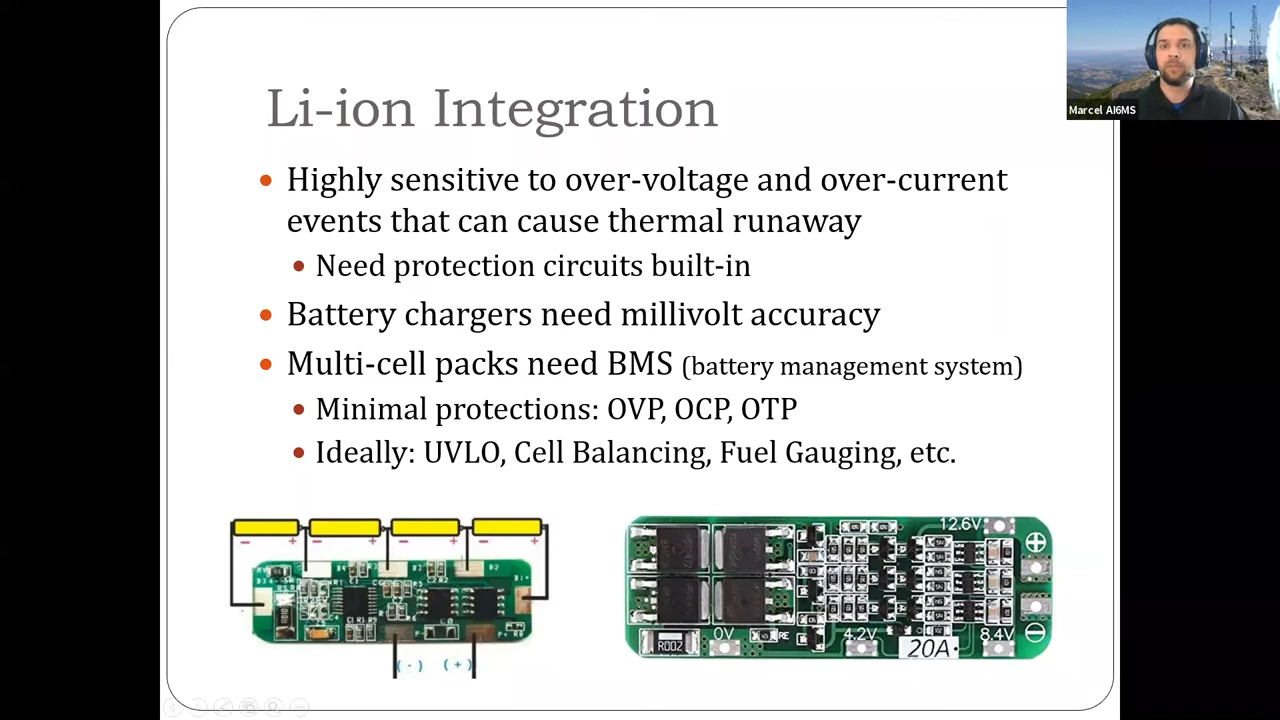 Li-ion Integration
Marcel AI6MS
• Highly sensitive to over-voltage and over-current
events that can cause thermal runaway
• Need protection circuits built-in
• Battery chargers need millivolt accuracy
• Multi-cell packs need BMS (battery management system)
• Minimal protections: OVP, OCP, OTP
• Ideally: UVLO, Cell Balancing, Fuel Gauging, etc.
− + − + − + − +
B2
(-) (+)
12.6V
+
R002
0V
4.2V
20A
8.4V
−